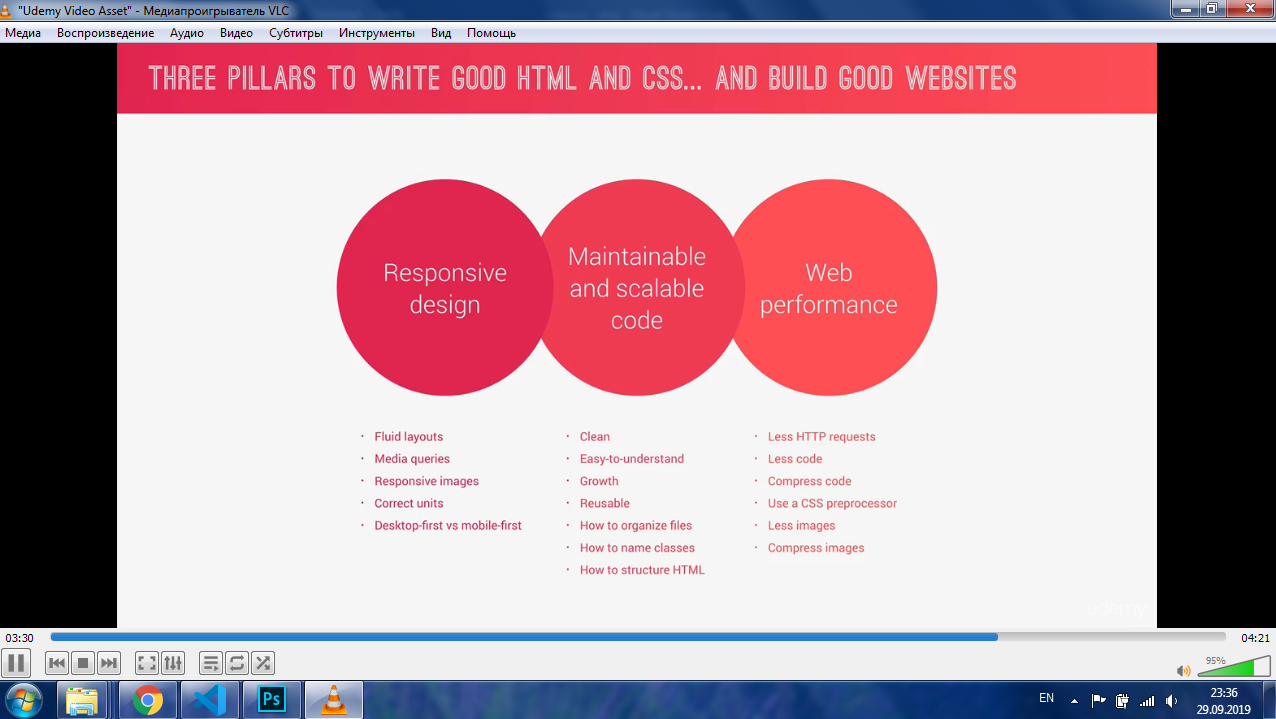 "Udemy Video Asset" - Медиапроигрыватель VLC
Медиа Воспроизведение Аудио Видео Субтитры Инструменты Вид Помощь
THREE PILLARS TO WRITE GOOD HTML AND CSS... AND BUILD GOOD WEBSITES
Responsive
design
Maintainable
and scalable
code
Web
performance
· Fluid layouts
· Media queries
· Responsive images
· Correct units
· Desktop-first vs mobile-first
· Clean
· Easy-to-understand
· Growth
· Reusable
· How to organize files
· How to name classes
· How to structure HTML
· Less HTTP requests
· Less code
· Compress code
· Use a CSS preprocessor
· Less images
· Compress images
udemy
03:30 04:21
95%
Ps
EN
23:36
29.09.2019